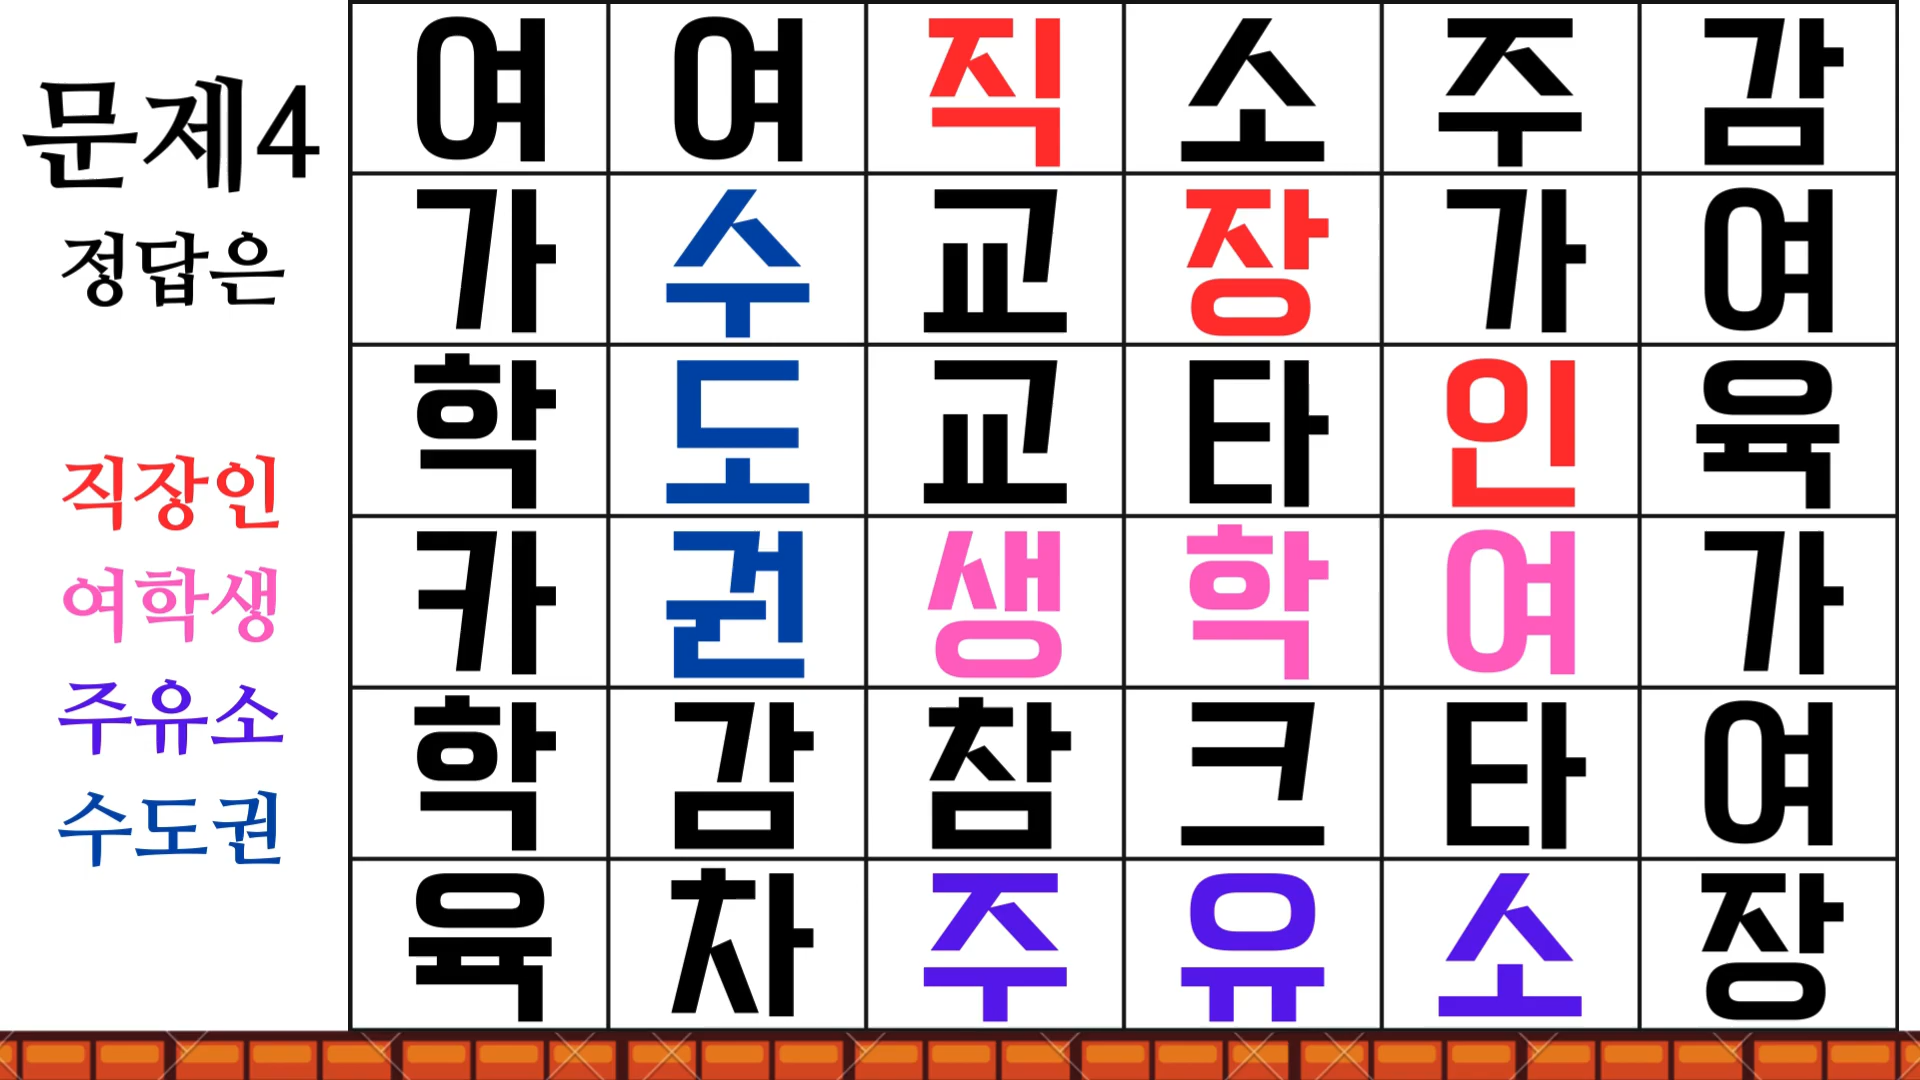 문제4
정답은
직장인
여학생
주유소
수도권
여 여 직 소 주 감
가 수 교 장 가 여
학 도 교 타 인 육
카 권 생 학 여 가
학 감 참 크 타 여
육 차 주 유 소 장